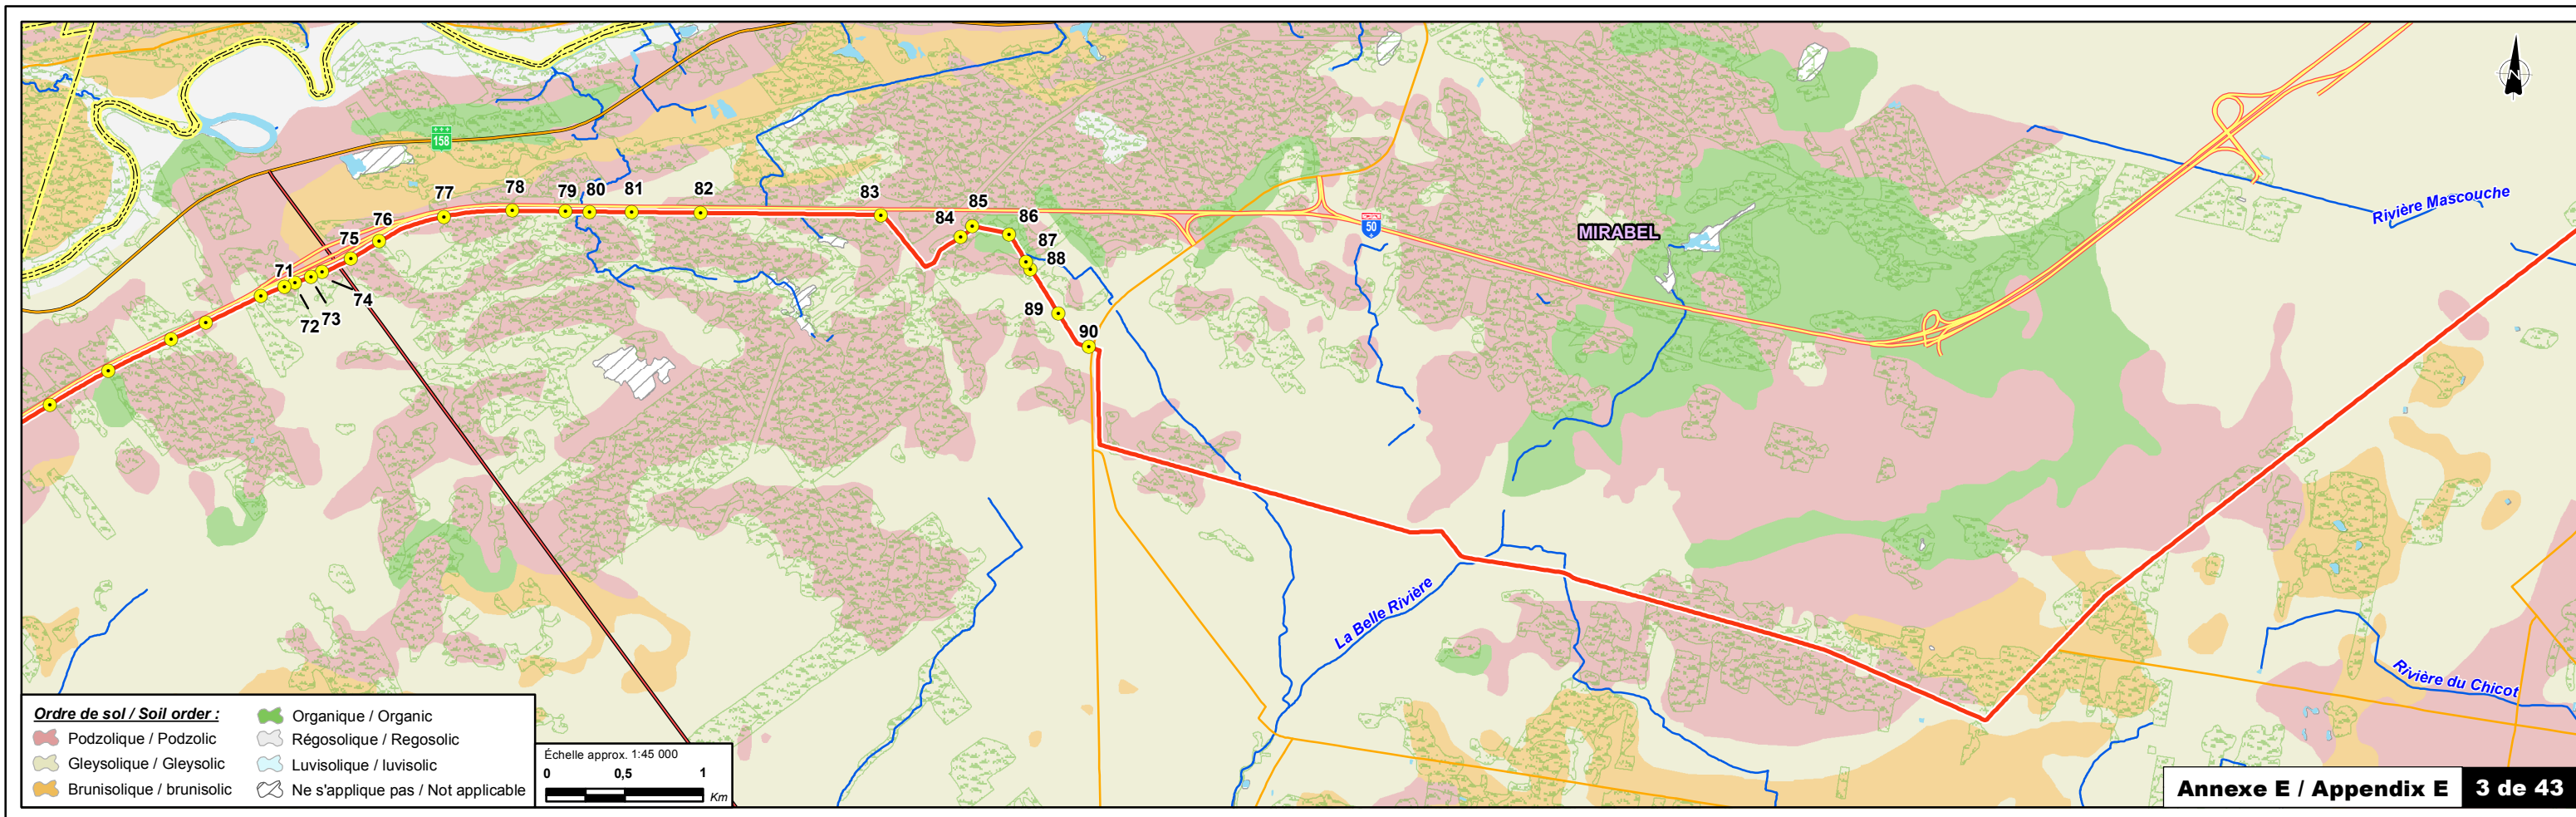 N
158
77
78
79
80
81
82
83
85
84
86
76
87
75
88
71
74
72
73
89
90
50
MIRABEL
Rivière Mascouche
La Belle Rivière
Rivière du Chicot
Ordre de sol / Soil order :
Podzolique / Podzolic
Gleysolique / Gleysolic
Brunisolique / brunisolic
Organique / Organic
Régosolique / Regosolic
Luvisolique / luvisolic
Ne s'applique pas / Not applicable
Échelle approx. 1:45 000
0 0,5 1
Km
Annexe E / Appendix E 3 de 43